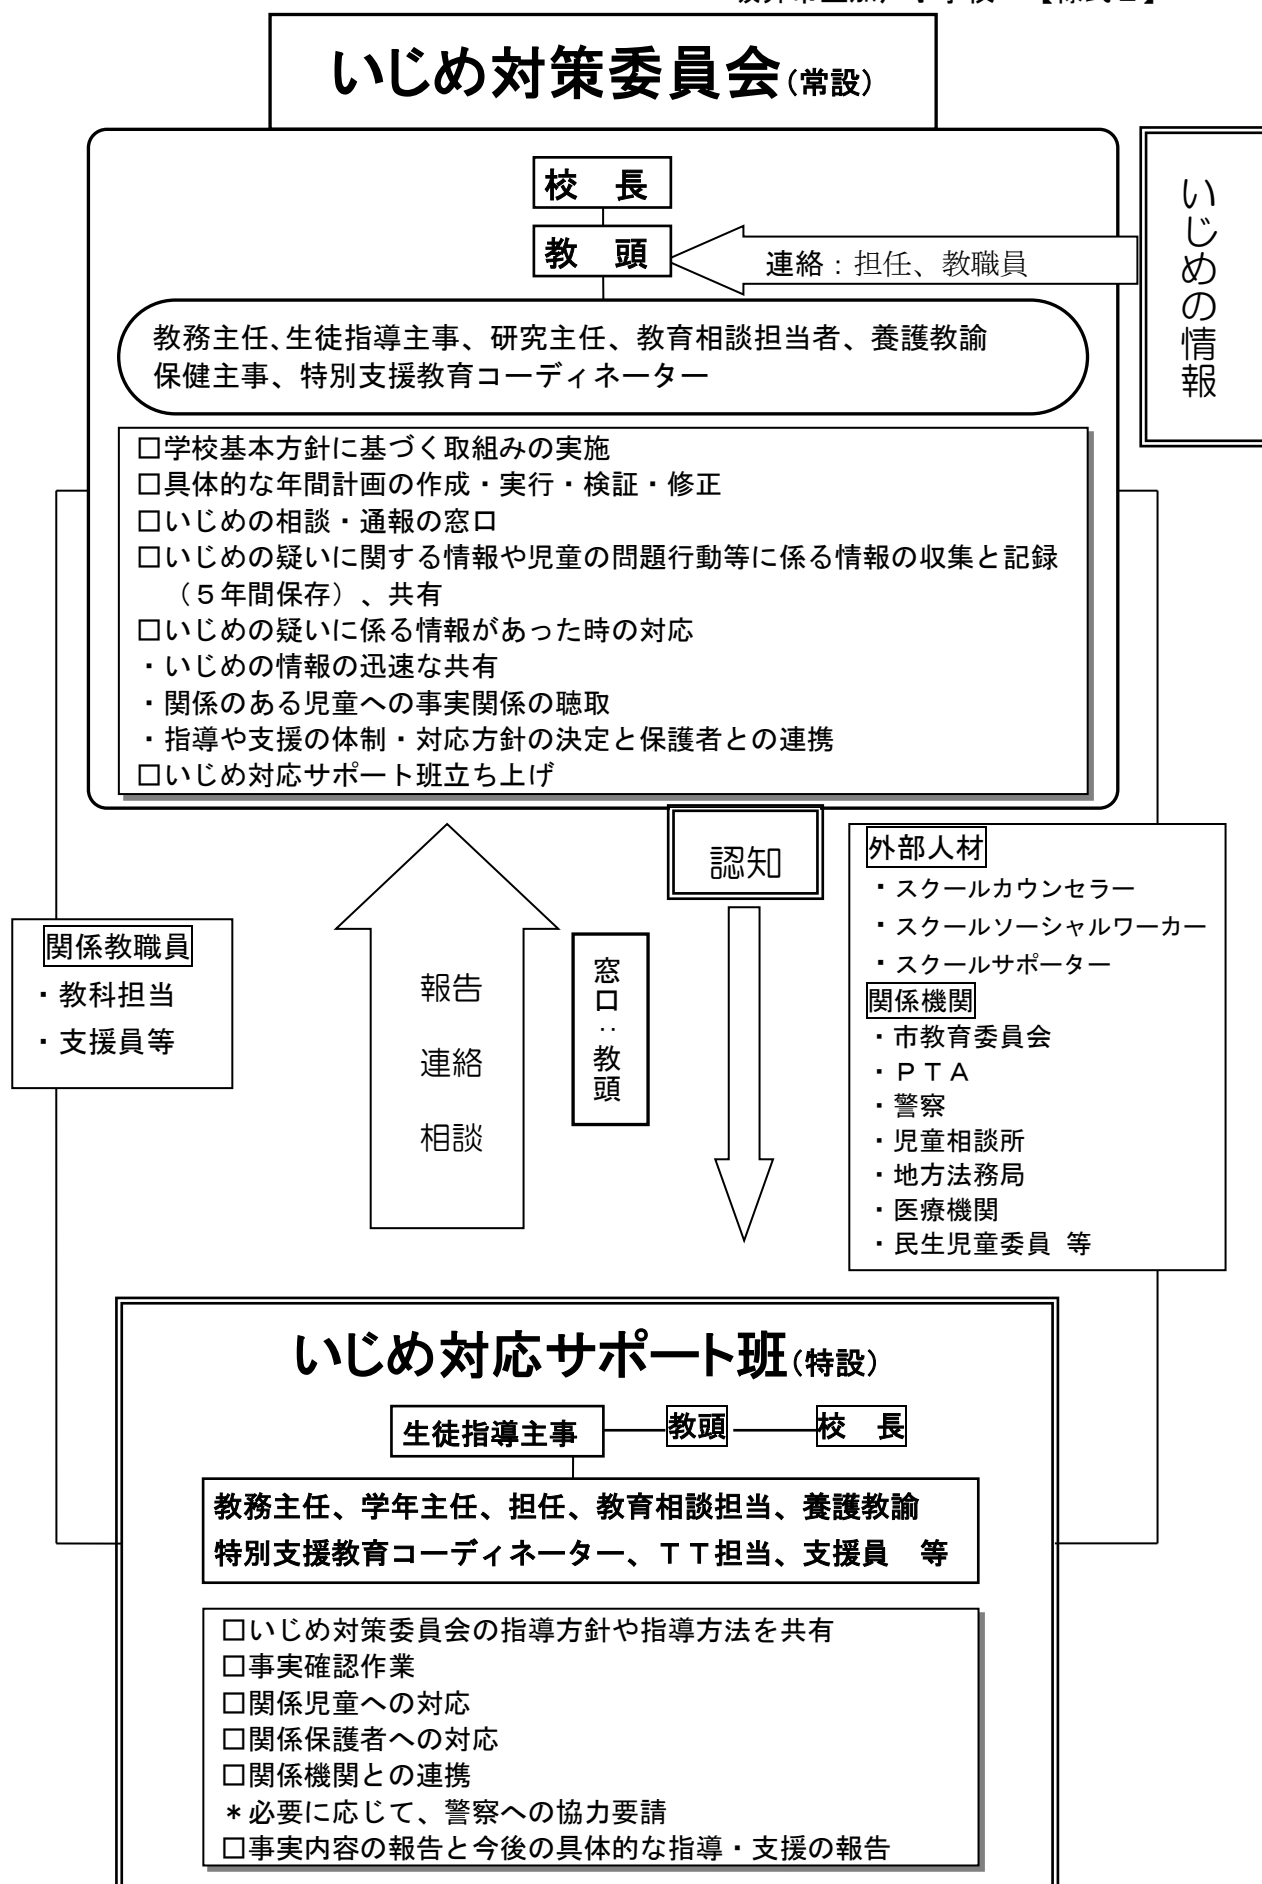 いじめ対策委員会(常設)
校　長
教　頭
連絡：担任、教職員
いじめの情報
教務主任、生徒指導主事、研究主任、教育相談担当者、養護教諭
保健主事、特別支援教育コーディネーター
□学校基本方針に基づく取組みの実施
□具体的な年間計画の作成・実行・検証・修正
□いじめの相談・通報の窓口
□いじめの疑いに関する情報や児童の問題行動等に係る情報の収集と記録
（５年間保存）、共有
□いじめの疑いに係る情報があった時の対応
・いじめの情報の迅速な共有
・関係のある児童への事実関係の聴取
・指導や支援の体制・対応方針の決定と保護者との連携
□いじめ対応サポート班立ち上げ
認知
関係教職員
・教科担当
・支援員等
報告
連絡
相談
窓口：教頭
外部人材
・スクールカウンセラー
・スクールソーシャルワーカー
・スクールサポーター
関係機関
・市教育委員会
・ＰＴＡ
・警察
・児童相談所
・地方法務局
・医療機関
・民生児童委員 等
いじめ対応サポート班(特設)
生徒指導主事
教頭
校　長
教務主任、学年主任、担任、教育相談担当、養護教諭
特別支援教育コーディネーター、ＴＴ担当、支援員　等
□いじめ対策委員会の指導方針や指導方法を共有
□事実確認作業
□関係児童への対応
□関係保護者への対応
□関係機関との連携
＊必要に応じて、警察への協力要請
□事実内容の報告と今後の具体的な指導・支援の報告